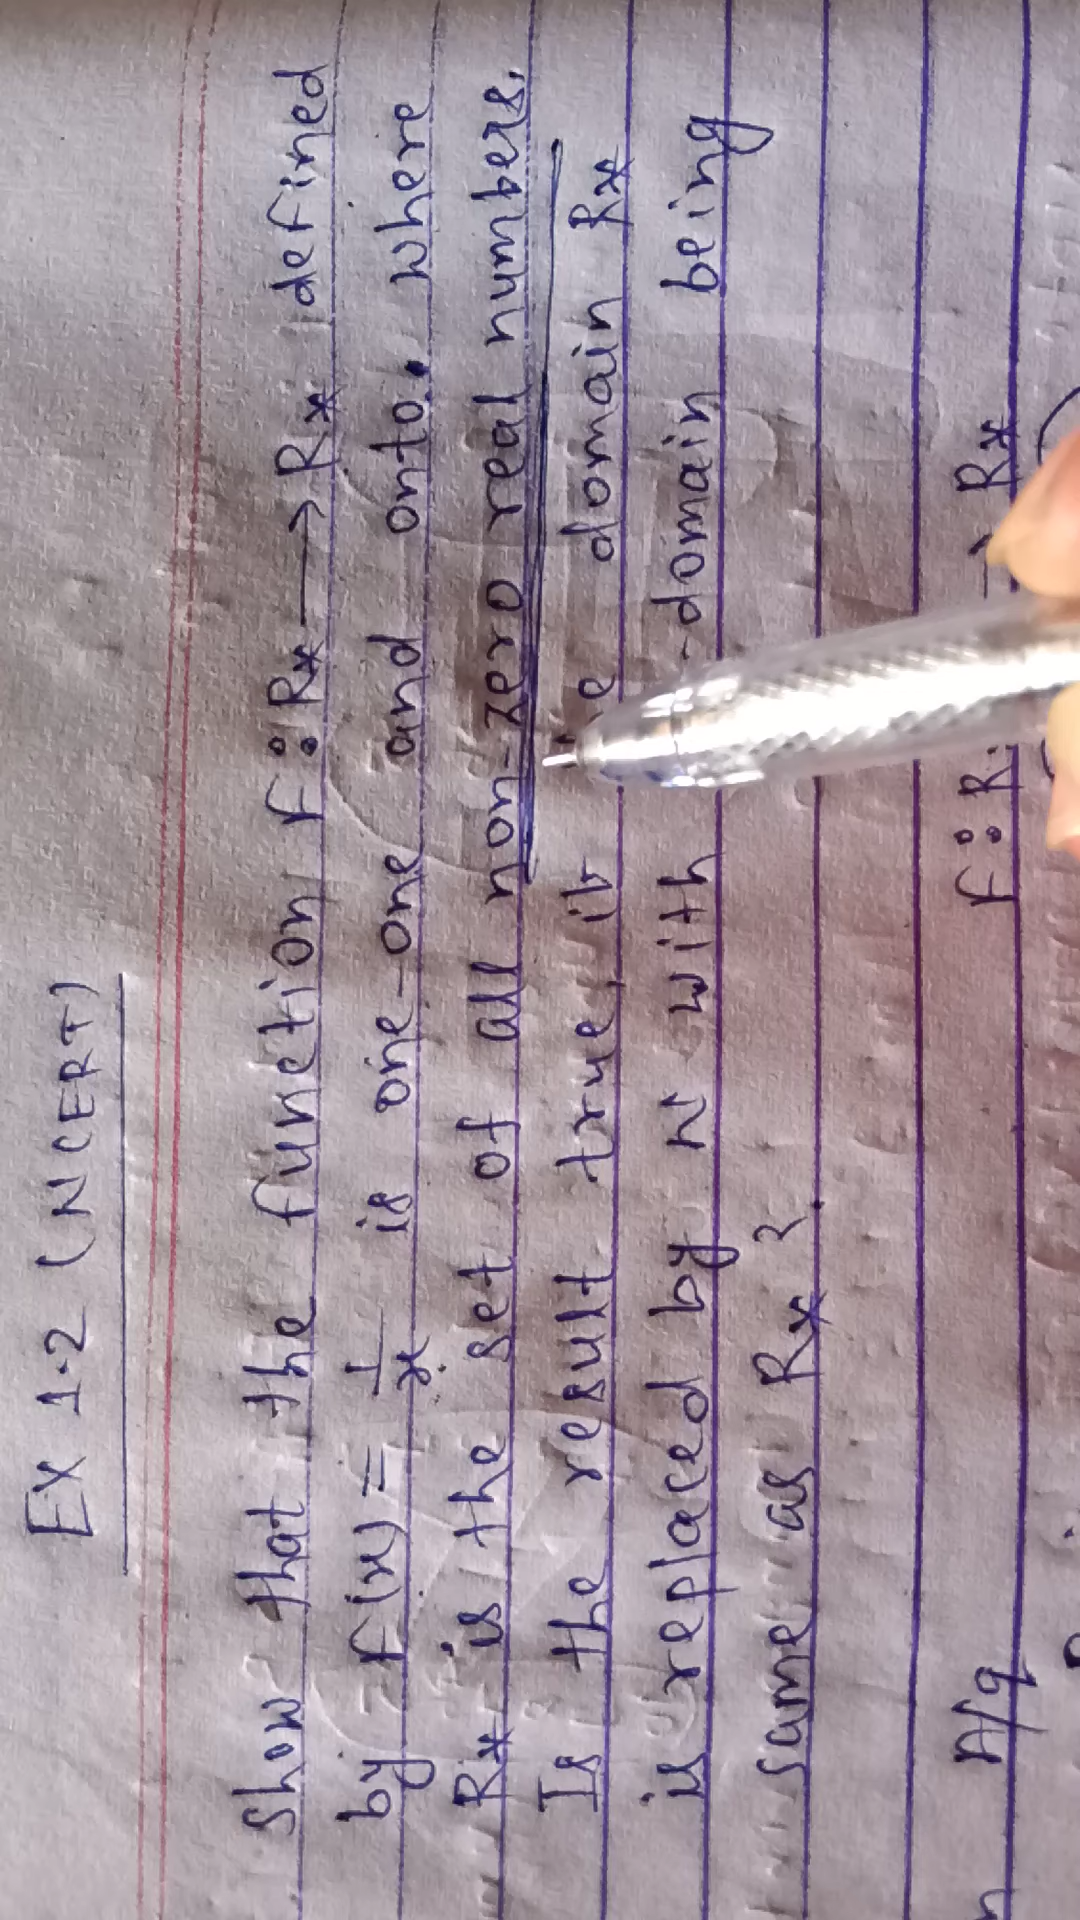 EX 1.2 (NCERT)
Show that the function f : R* → R* defined
by f(x) = 1/x is one-one and onto. where
R* is the set of all non-zero real numbers.
Is the result true, if domain R*
is replaced by N with -domain being
same as R* ?
A/q f : R → R*